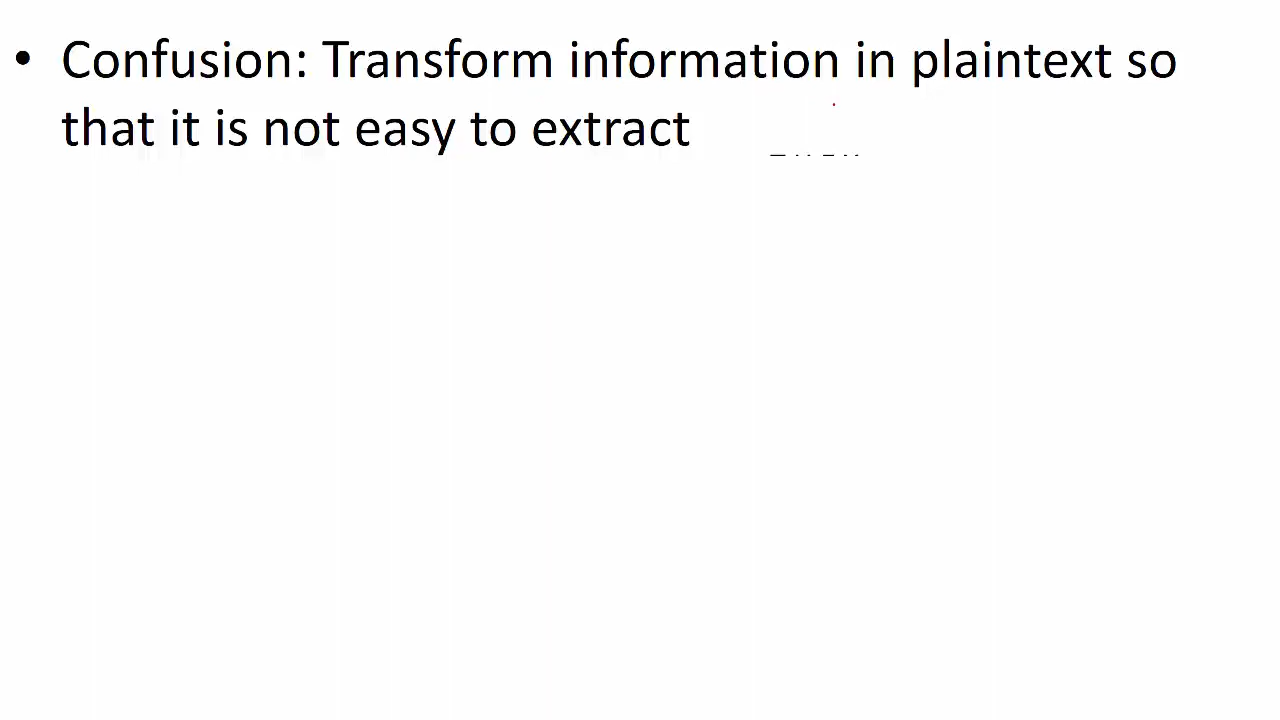 • Confusion: Transform information in plaintext so
that it is not easy to extract